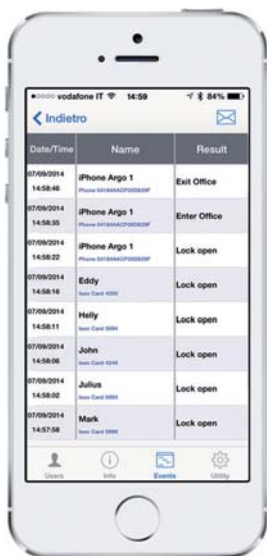 vodafone IT 14:59 84%
Indietro
Date/Time Name Result
07/09/2014
14:58:46
iPhone Argo 1
Exit Office
07/09/2014
14:58:35
iPhone Argo 1
Enter Office
07/09/2014
14:58:22
iPhone Argo 1
Lock open
07/09/2014
14:58:16
Eddy
Lock open
07/09/2014
14:58:11
Helly
Lock open
07/09/2014
14:58:06
John
Lock open
07/09/2014
14:58:02
Julius
Lock open
07/09/2014
14:57:58
Mark
Lock open
Users Info Events Utility